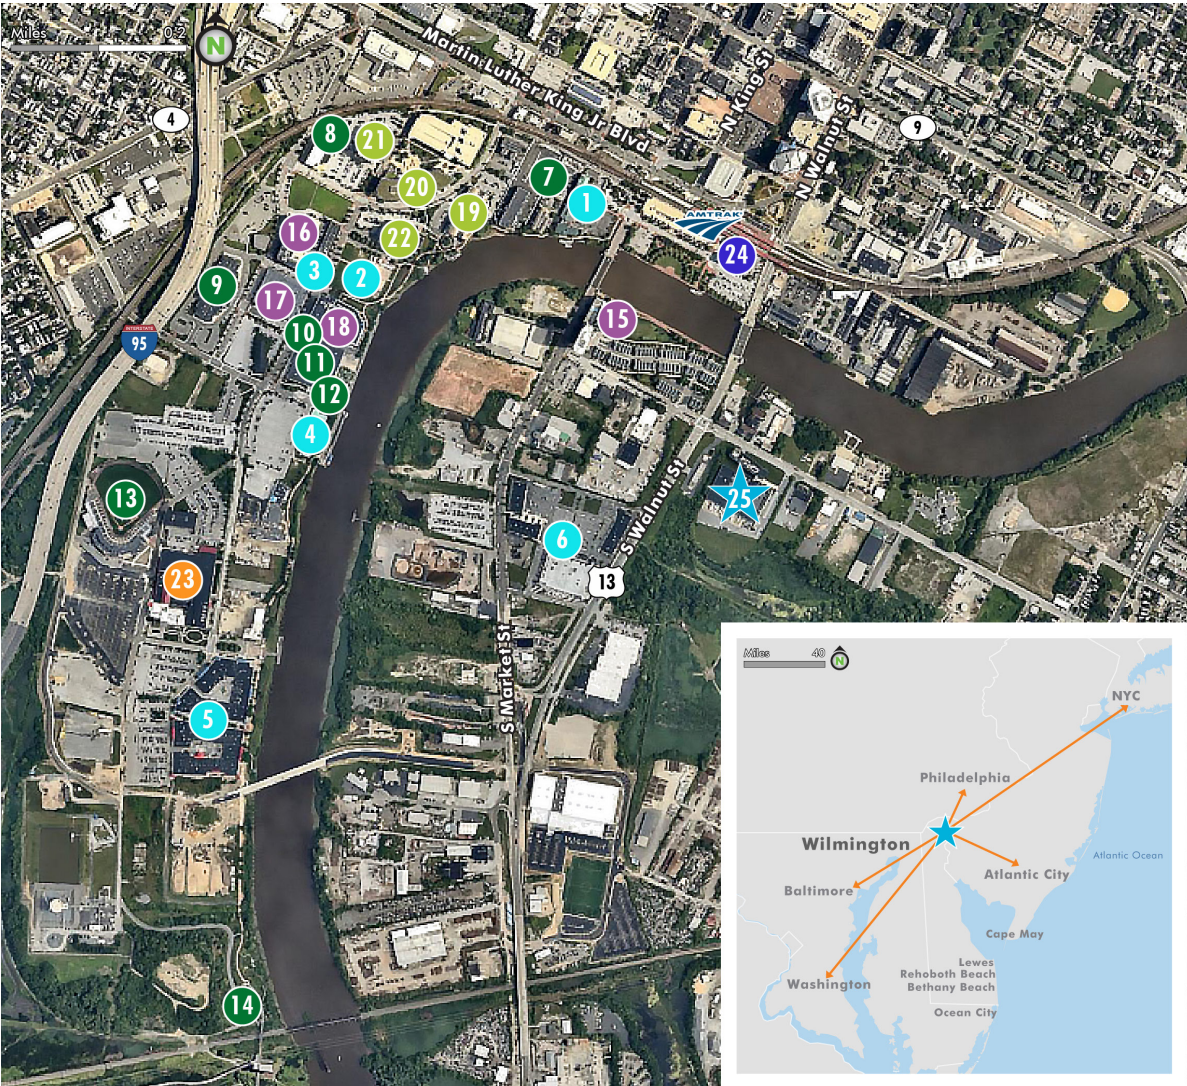 Miles 0.2
N
4
Martin Luther King Jr Blvd
N King St
N Walnut St
9
8
21
7
1
20
19
AMTRAK
16
22
24
3
2
9
17
15
18
10
INTERSTATE
95
11
12
4
13
25
S Walnut St
6
23
13
S Market St
5
14
Miles 40
N
NYC
Philadelphia
Wilmington
Atlantic Ocean
Atlantic City
Baltimore
Cape May
Lewes
Rehoboth Beach
Bethany Beach
Washington
Ocean City